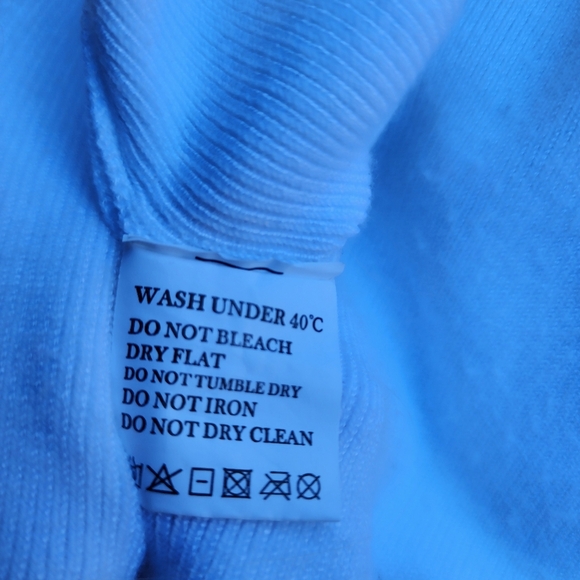 WASH UNDER 40℃
DO NOT BLEACH
DRY FLAT
DO NOT TUMBLE DRY
DO NOT IRON
DO NOT DRY CLEAN